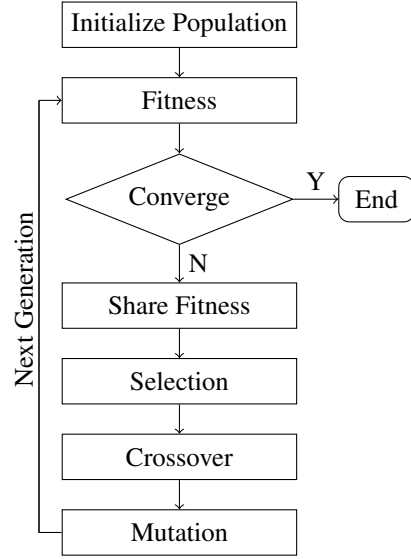 Initialize Population
Fitness
Converge
Y
End
N
Share Fitness
Selection
Crossover
Mutation
Next Generation